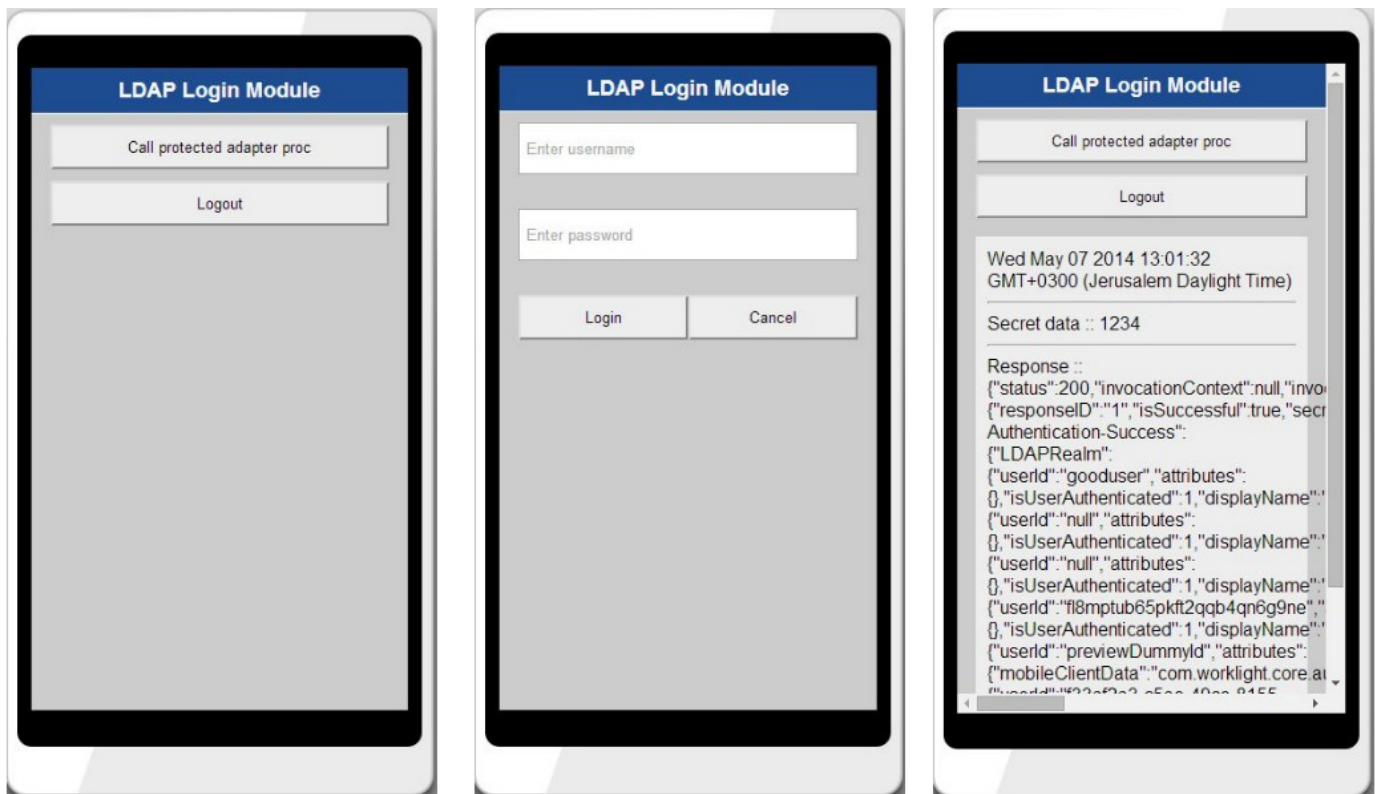 LDAP Login Module
Call protected adapter proc
Logout
LDAP Login Module
Enter username
Enter password
Login Cancel
LDAP Login Module
Call protected adapter proc
Logout
Wed May 07 2014 13:01:32
GMT+0300 (Jerusalem Daylight Time)
Secret data :: 1234
Response ::
{"status":200,"invocationContext":null,"invo
{"responseID":"1","isSuccessful":true,"secr
Authentication-Success":
{"LDAPRealm":
{"userId":"gooduser","attributes":
{},"isUserAuthenticated":1,"displayName":"
{"userId":"null","attributes":
{},"isUserAuthenticated":1,"displayName":"
{"userId":"null","attributes":
{},"isUserAuthenticated":1,"displayName":"
{"userId":"fl8mptub65pkft2qqb4qn6g9ne","
{},"isUserAuthenticated":1,"displayName":"
{"userId":"previewDummyId","attributes":
{"mobileClientData":"com.worklight.core.au